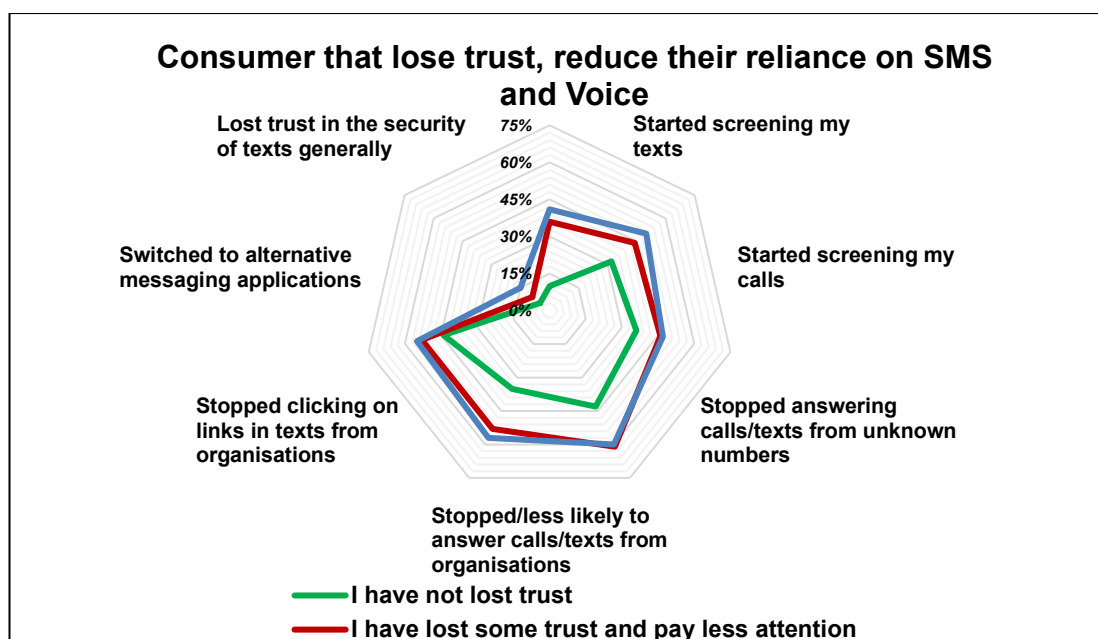 Consumer that lose trust, reduce their reliance on SMS
and Voice
Lost trust in the security
of texts generally
75%
60%
45%
30%
15%
0%
Started screening my
texts
Started screening my
calls
Stopped answering
calls/texts from unknown
numbers
Stopped/less likely to
answer calls/texts from
organisations
Stopped clicking on
links in texts from
organisations
Switched to alternative
messaging applications
I have not lost trust
I have lost some trust and pay less attention